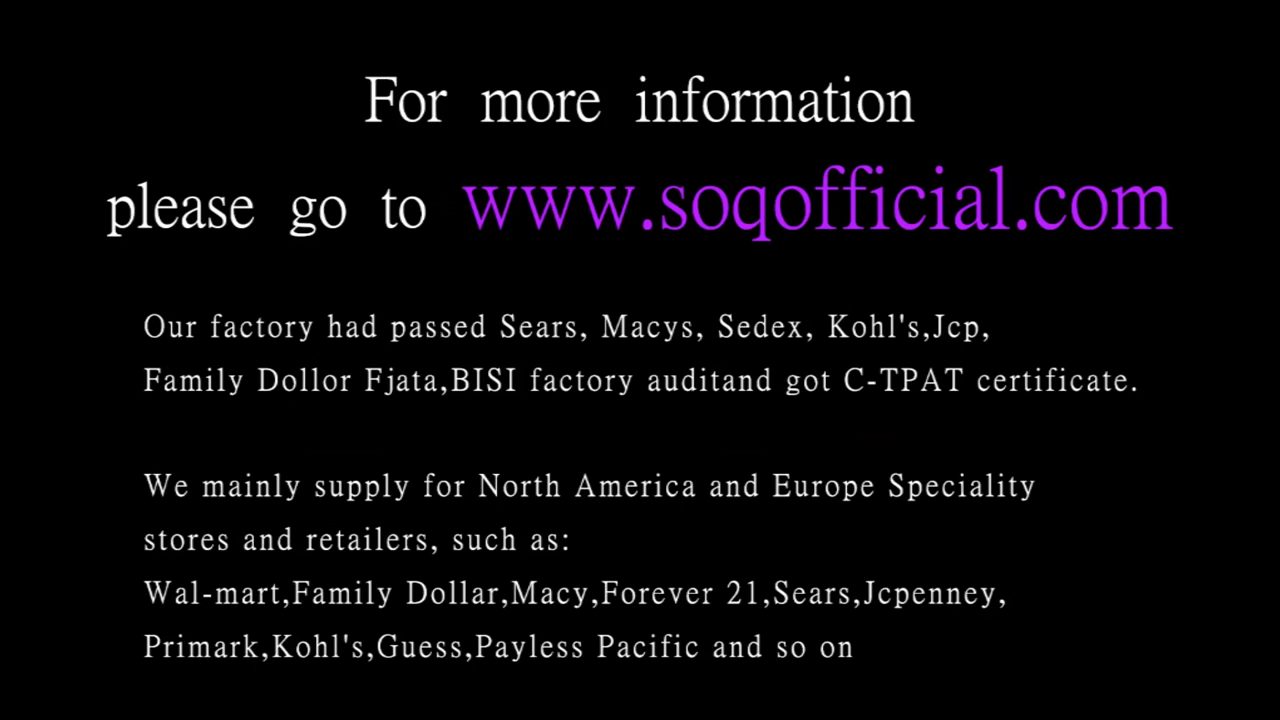 For more information
please go to www.soqofficial.com
Our factory had passed Sears, Macys, Sedex, Kohl's,Jcp,
Family Dollor Fjata,BISI factory auditand got C-TPAT certificate.
We mainly supply for North America and Europe Speciality
stores and retailers, such as:
Wal-mart,Family Dollar,Macy,Forever 21,Sears,Jcpenney,
Primark,Kohl's,Guess,Payless Pacific and so on